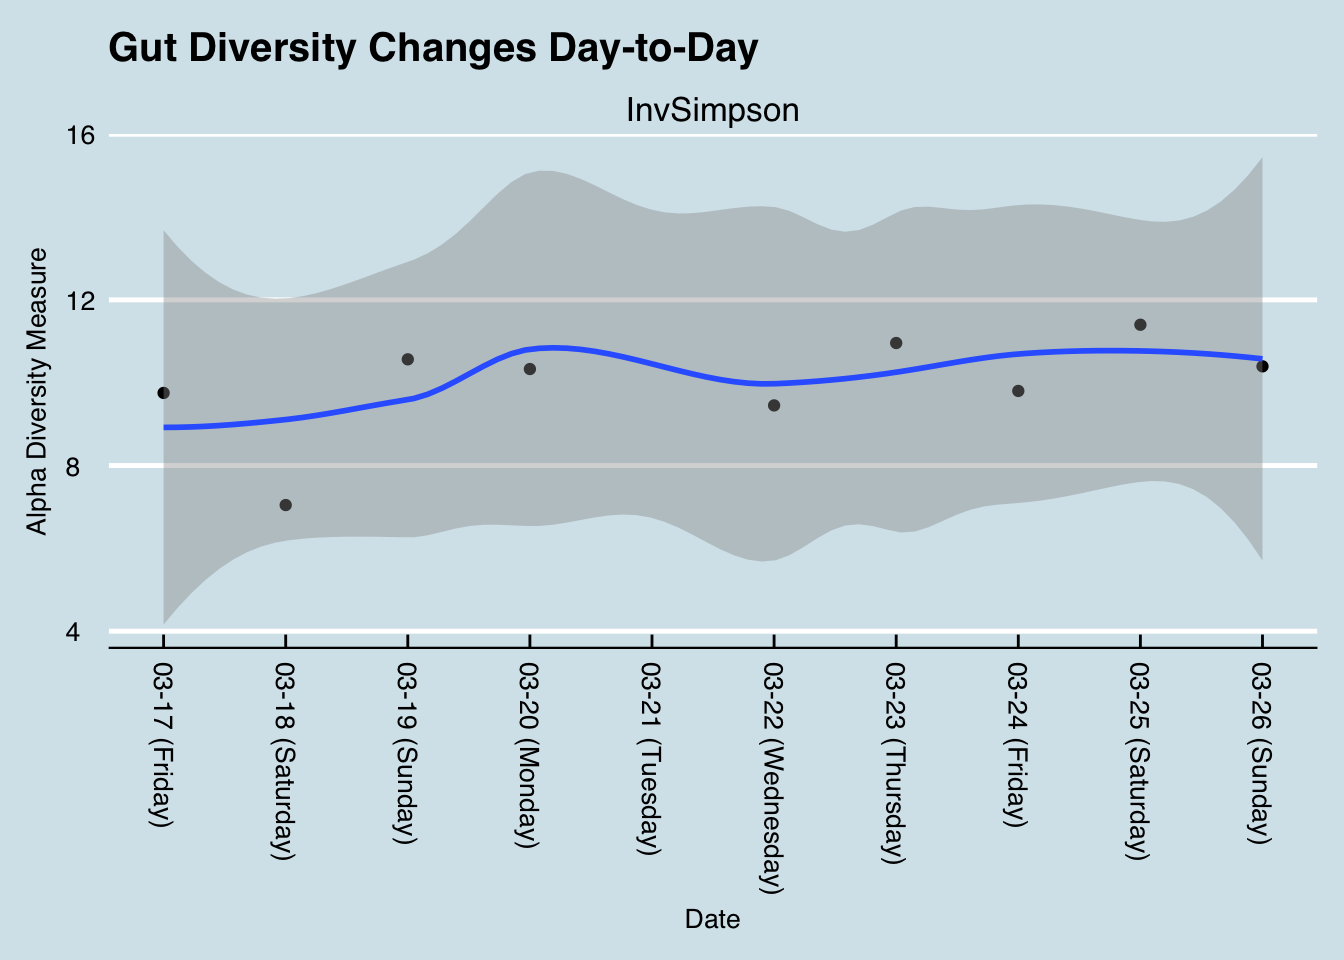 Gut Diversity Changes Day-to-Day
InvSimpson
Alpha Diversity Measure
16
12
8
4
03-17 (Friday)
03-18 (Saturday)
03-19 (Sunday)
03-20 (Monday)
03-21 (Tuesday)
03-22 (Wednesday)
03-23 (Thursday)
03-24 (Friday)
03-25 (Saturday)
03-26 (Sunday)
Date